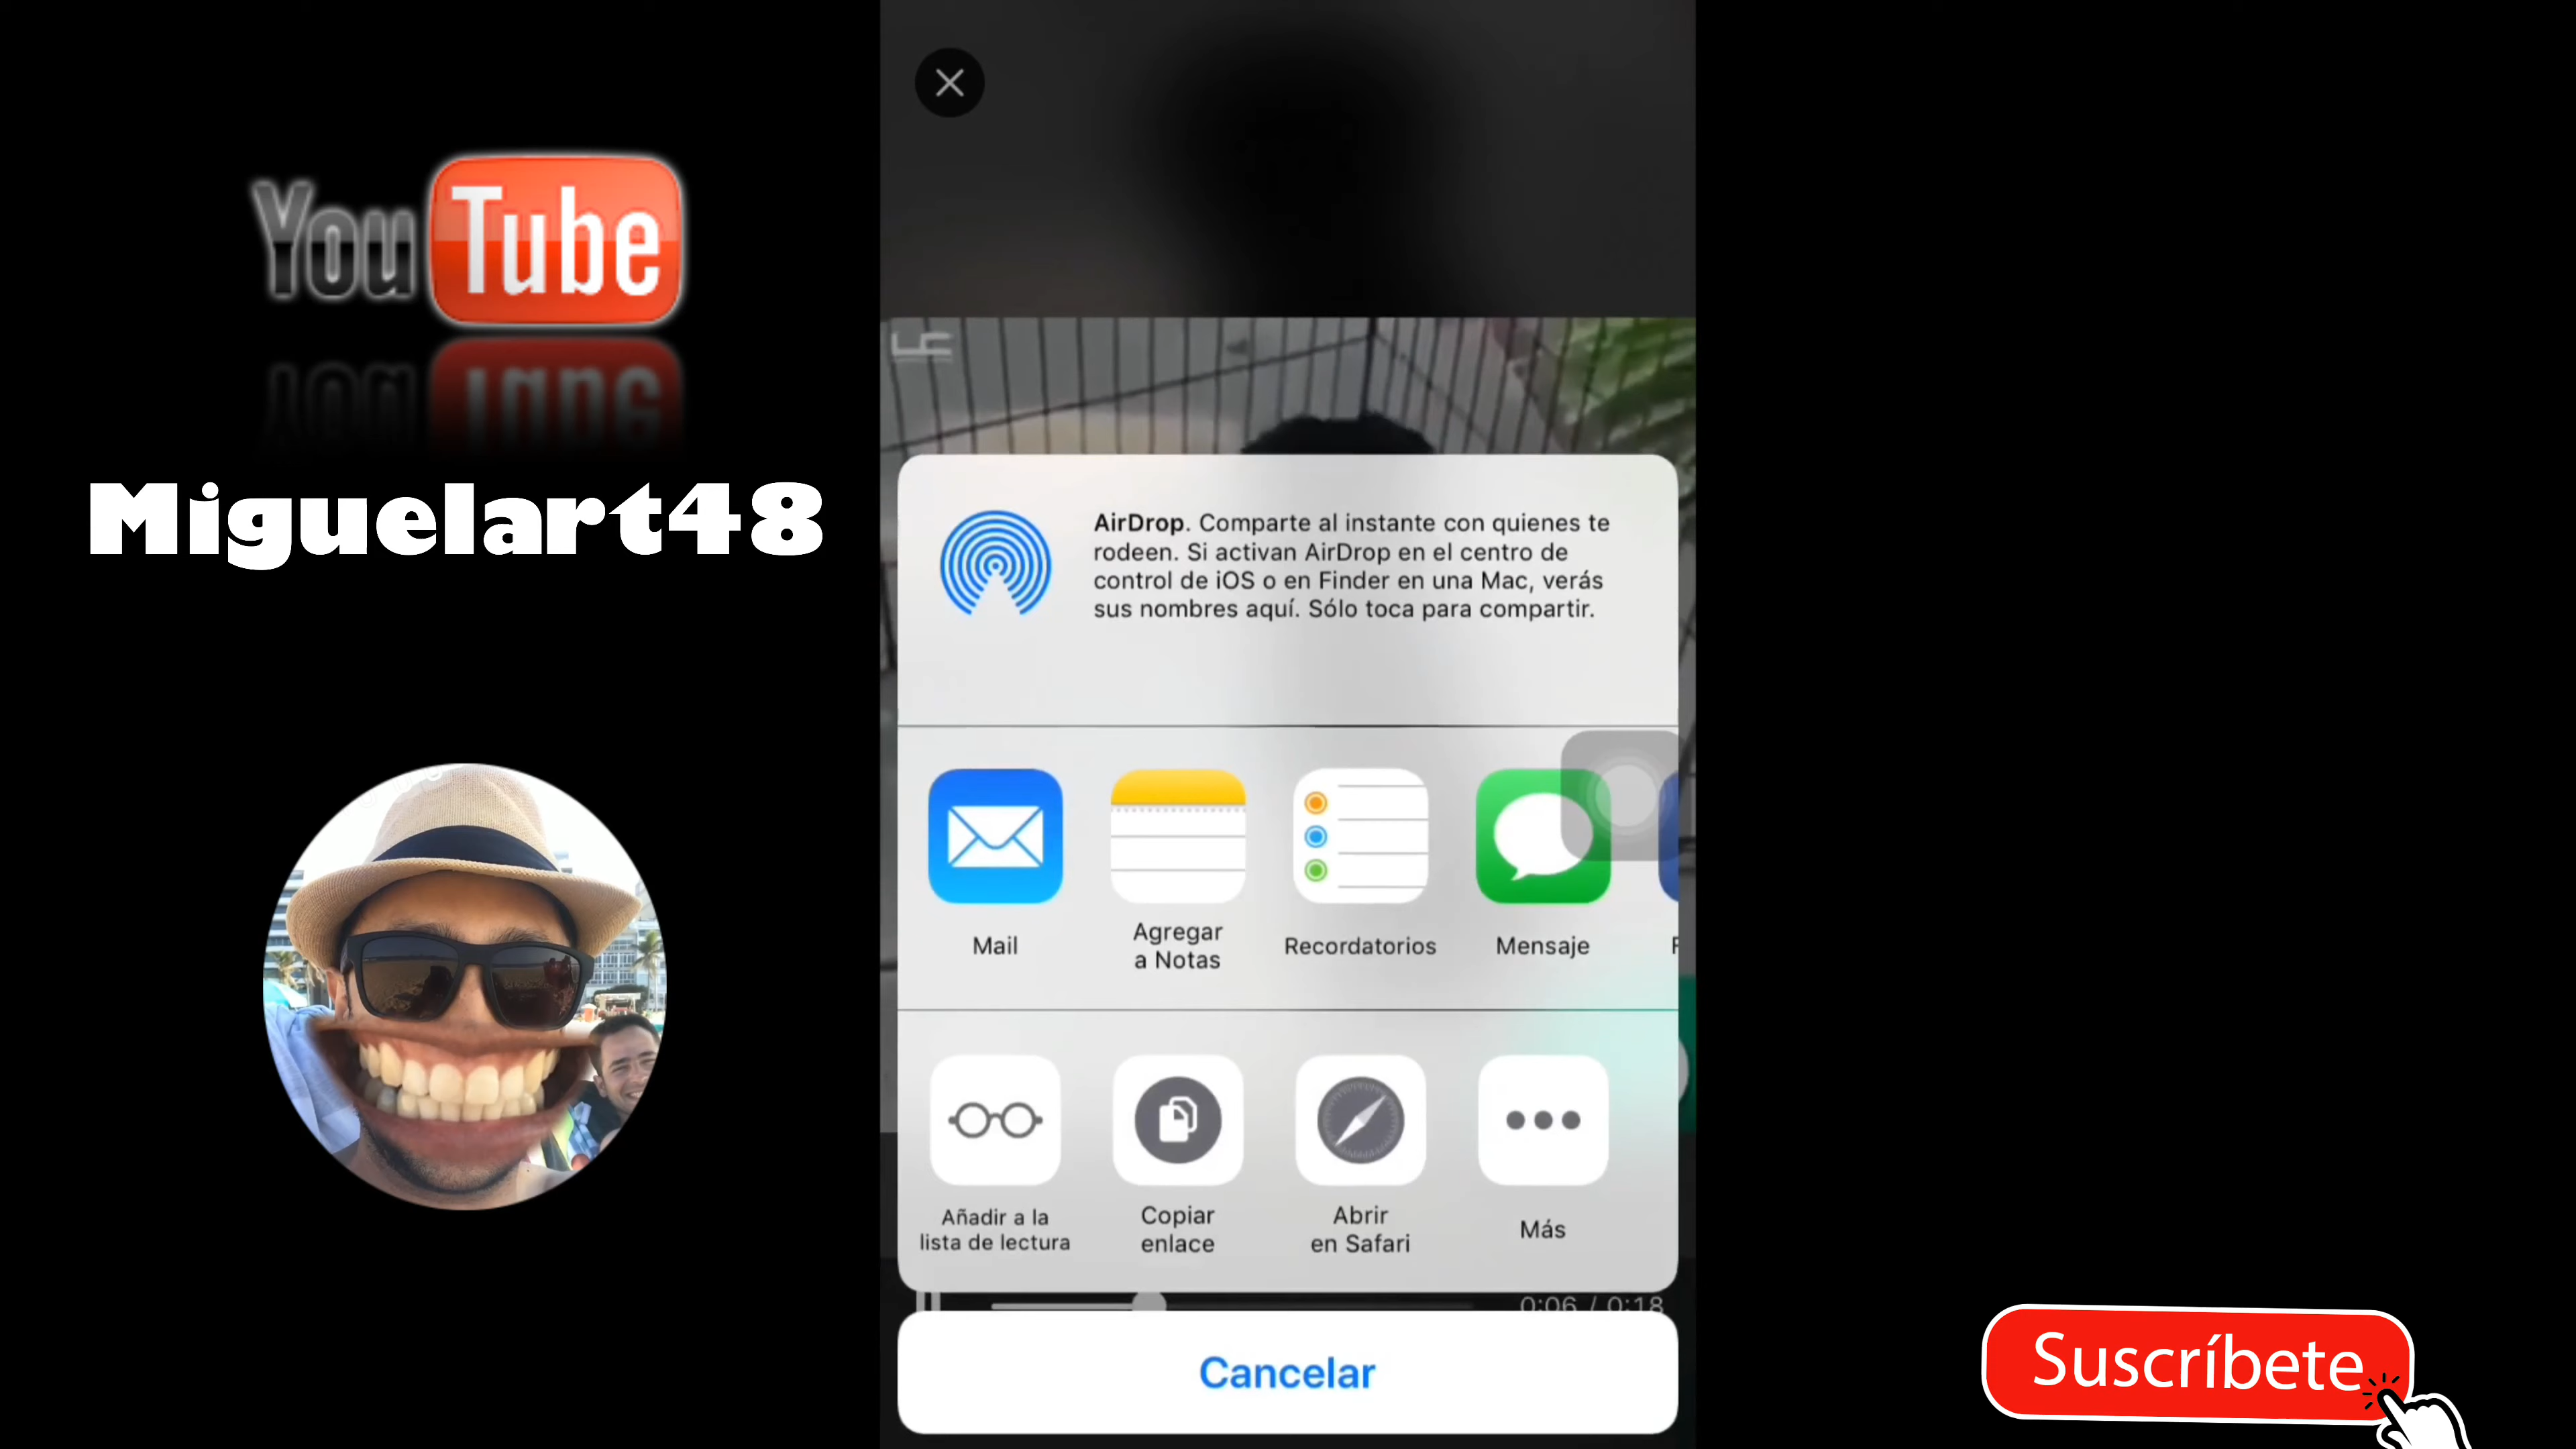 YouTube
Miguelart48
AirDrop. Comparte al instante con quienes te
rodeen. Si activan AirDrop en el centro de
control de iOS o en Finder en una Mac, verás
sus nombres aquí. Sólo toca para compartir.
Mail
Agregar
a Notas
Recordatorios
Mensaje
F
Añadir a la
lista de lectura
Copiar
enlace
Abrir
en Safari
Más
0:06 / 0:18
Cancelar
Suscríbete